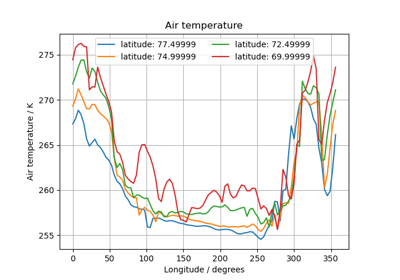 Air temperature
latitude: 77.49999 latitude: 72.49999
latitude: 74.99999 latitude: 69.99999
275
270
265
260
255
Air temperature / K
0 50 100 150 200 250 300 350
Longitude / degrees